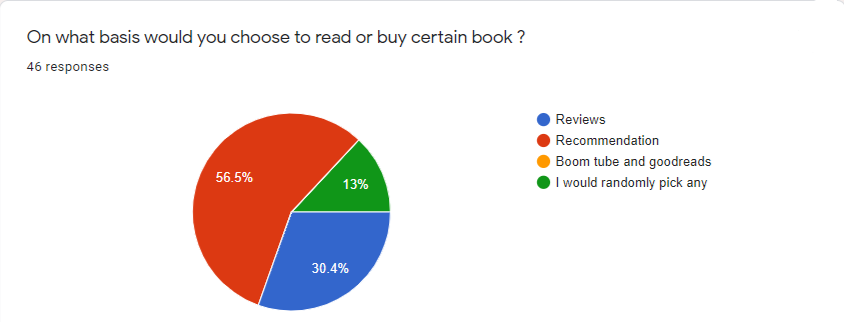 On what basis would you choose to read or buy certain book ?
46 responses
Reviews
Recommendation
Boom tube and goodreads
I would randomly pick any
56.5%
13%
30.4%